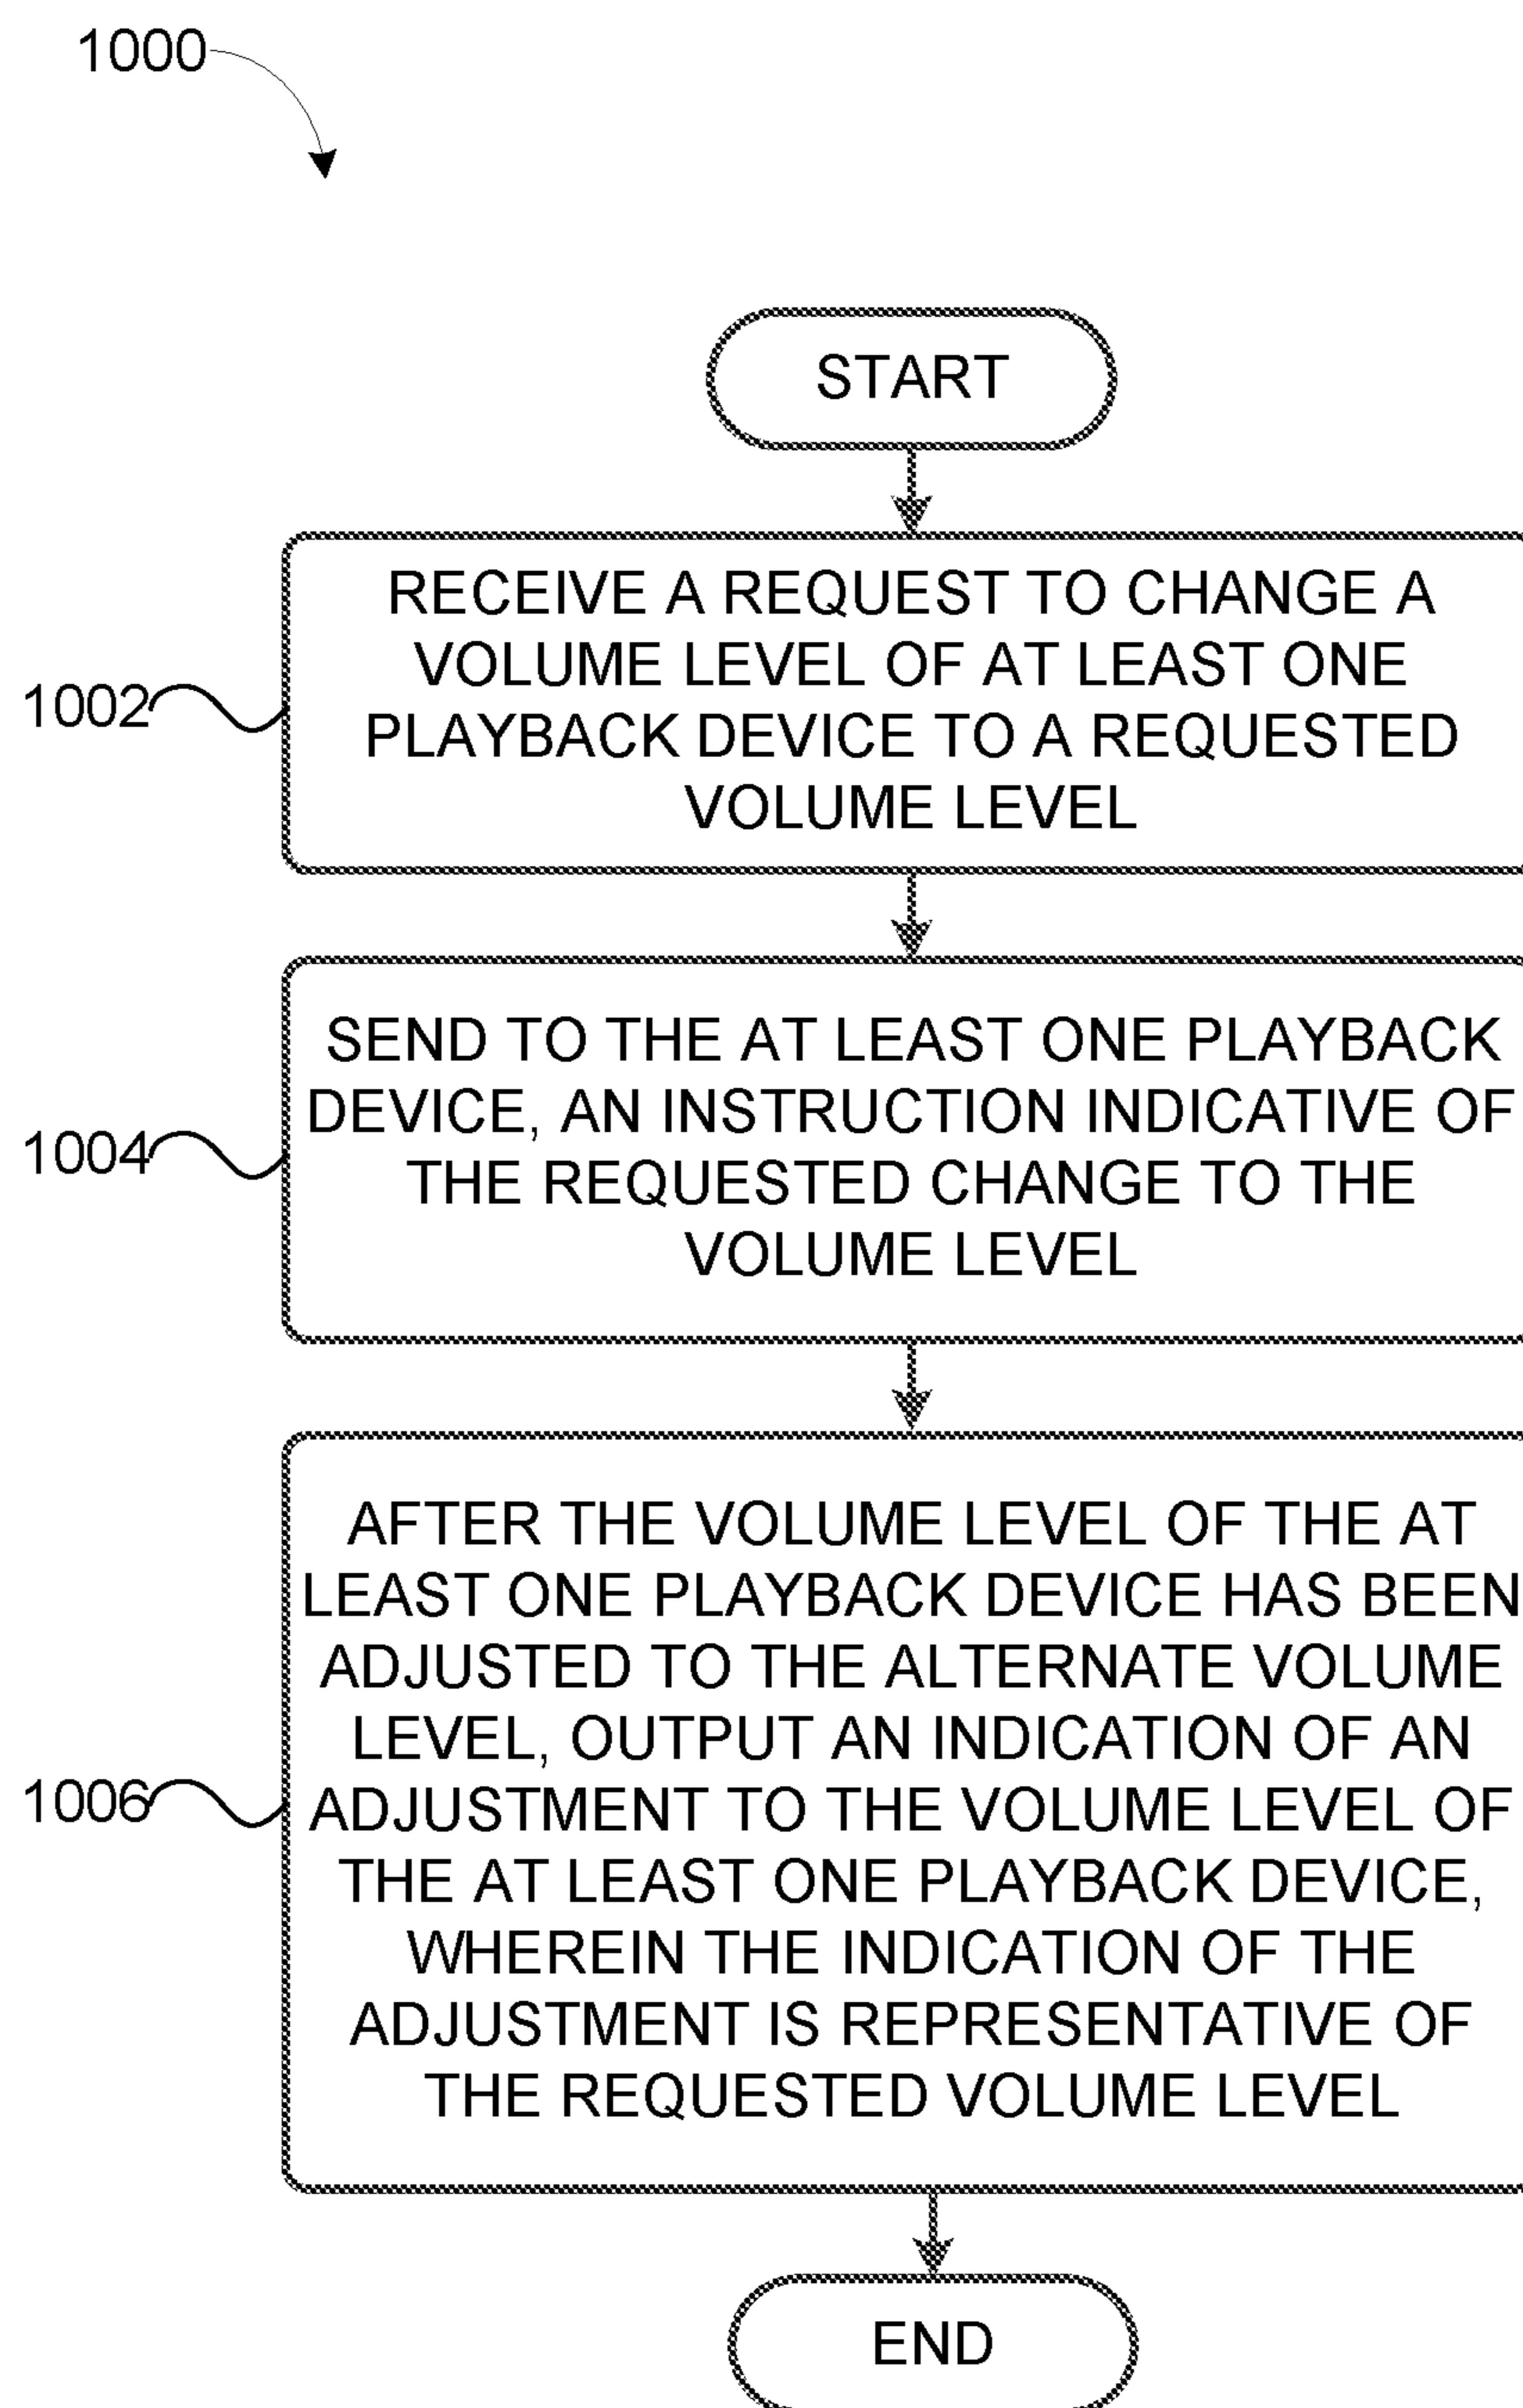 1000
START
RECEIVE A REQUEST TO CHANGE A
VOLUME LEVEL OF AT LEAST ONE
PLAYBACK DEVICE TO A REQUESTED
VOLUME LEVEL
1002
SEND TO THE AT LEAST ONE PLAYBACK
DEVICE, AN INSTRUCTION INDICATIVE OF
THE REQUESTED CHANGE TO THE
VOLUME LEVEL
1004
AFTER THE VOLUME LEVEL OF THE AT
LEAST ONE PLAYBACK DEVICE HAS BEEN
ADJUSTED TO THE ALTERNATE VOLUME
LEVEL, OUTPUT AN INDICATION OF AN
ADJUSTMENT TO THE VOLUME LEVEL OF
THE AT LEAST ONE PLAYBACK DEVICE,
WHEREIN THE INDICATION OF THE
ADJUSTMENT IS REPRESENTATIVE OF
THE REQUESTED VOLUME LEVEL
1006
END